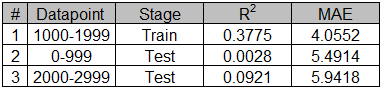 # Datapoint Stage R² MAE
1 1000-1999 Train 0.3775 4.0552
2 0-999 Test 0.0028 5.4914
3 2000-2999 Test 0.0921 5.9418